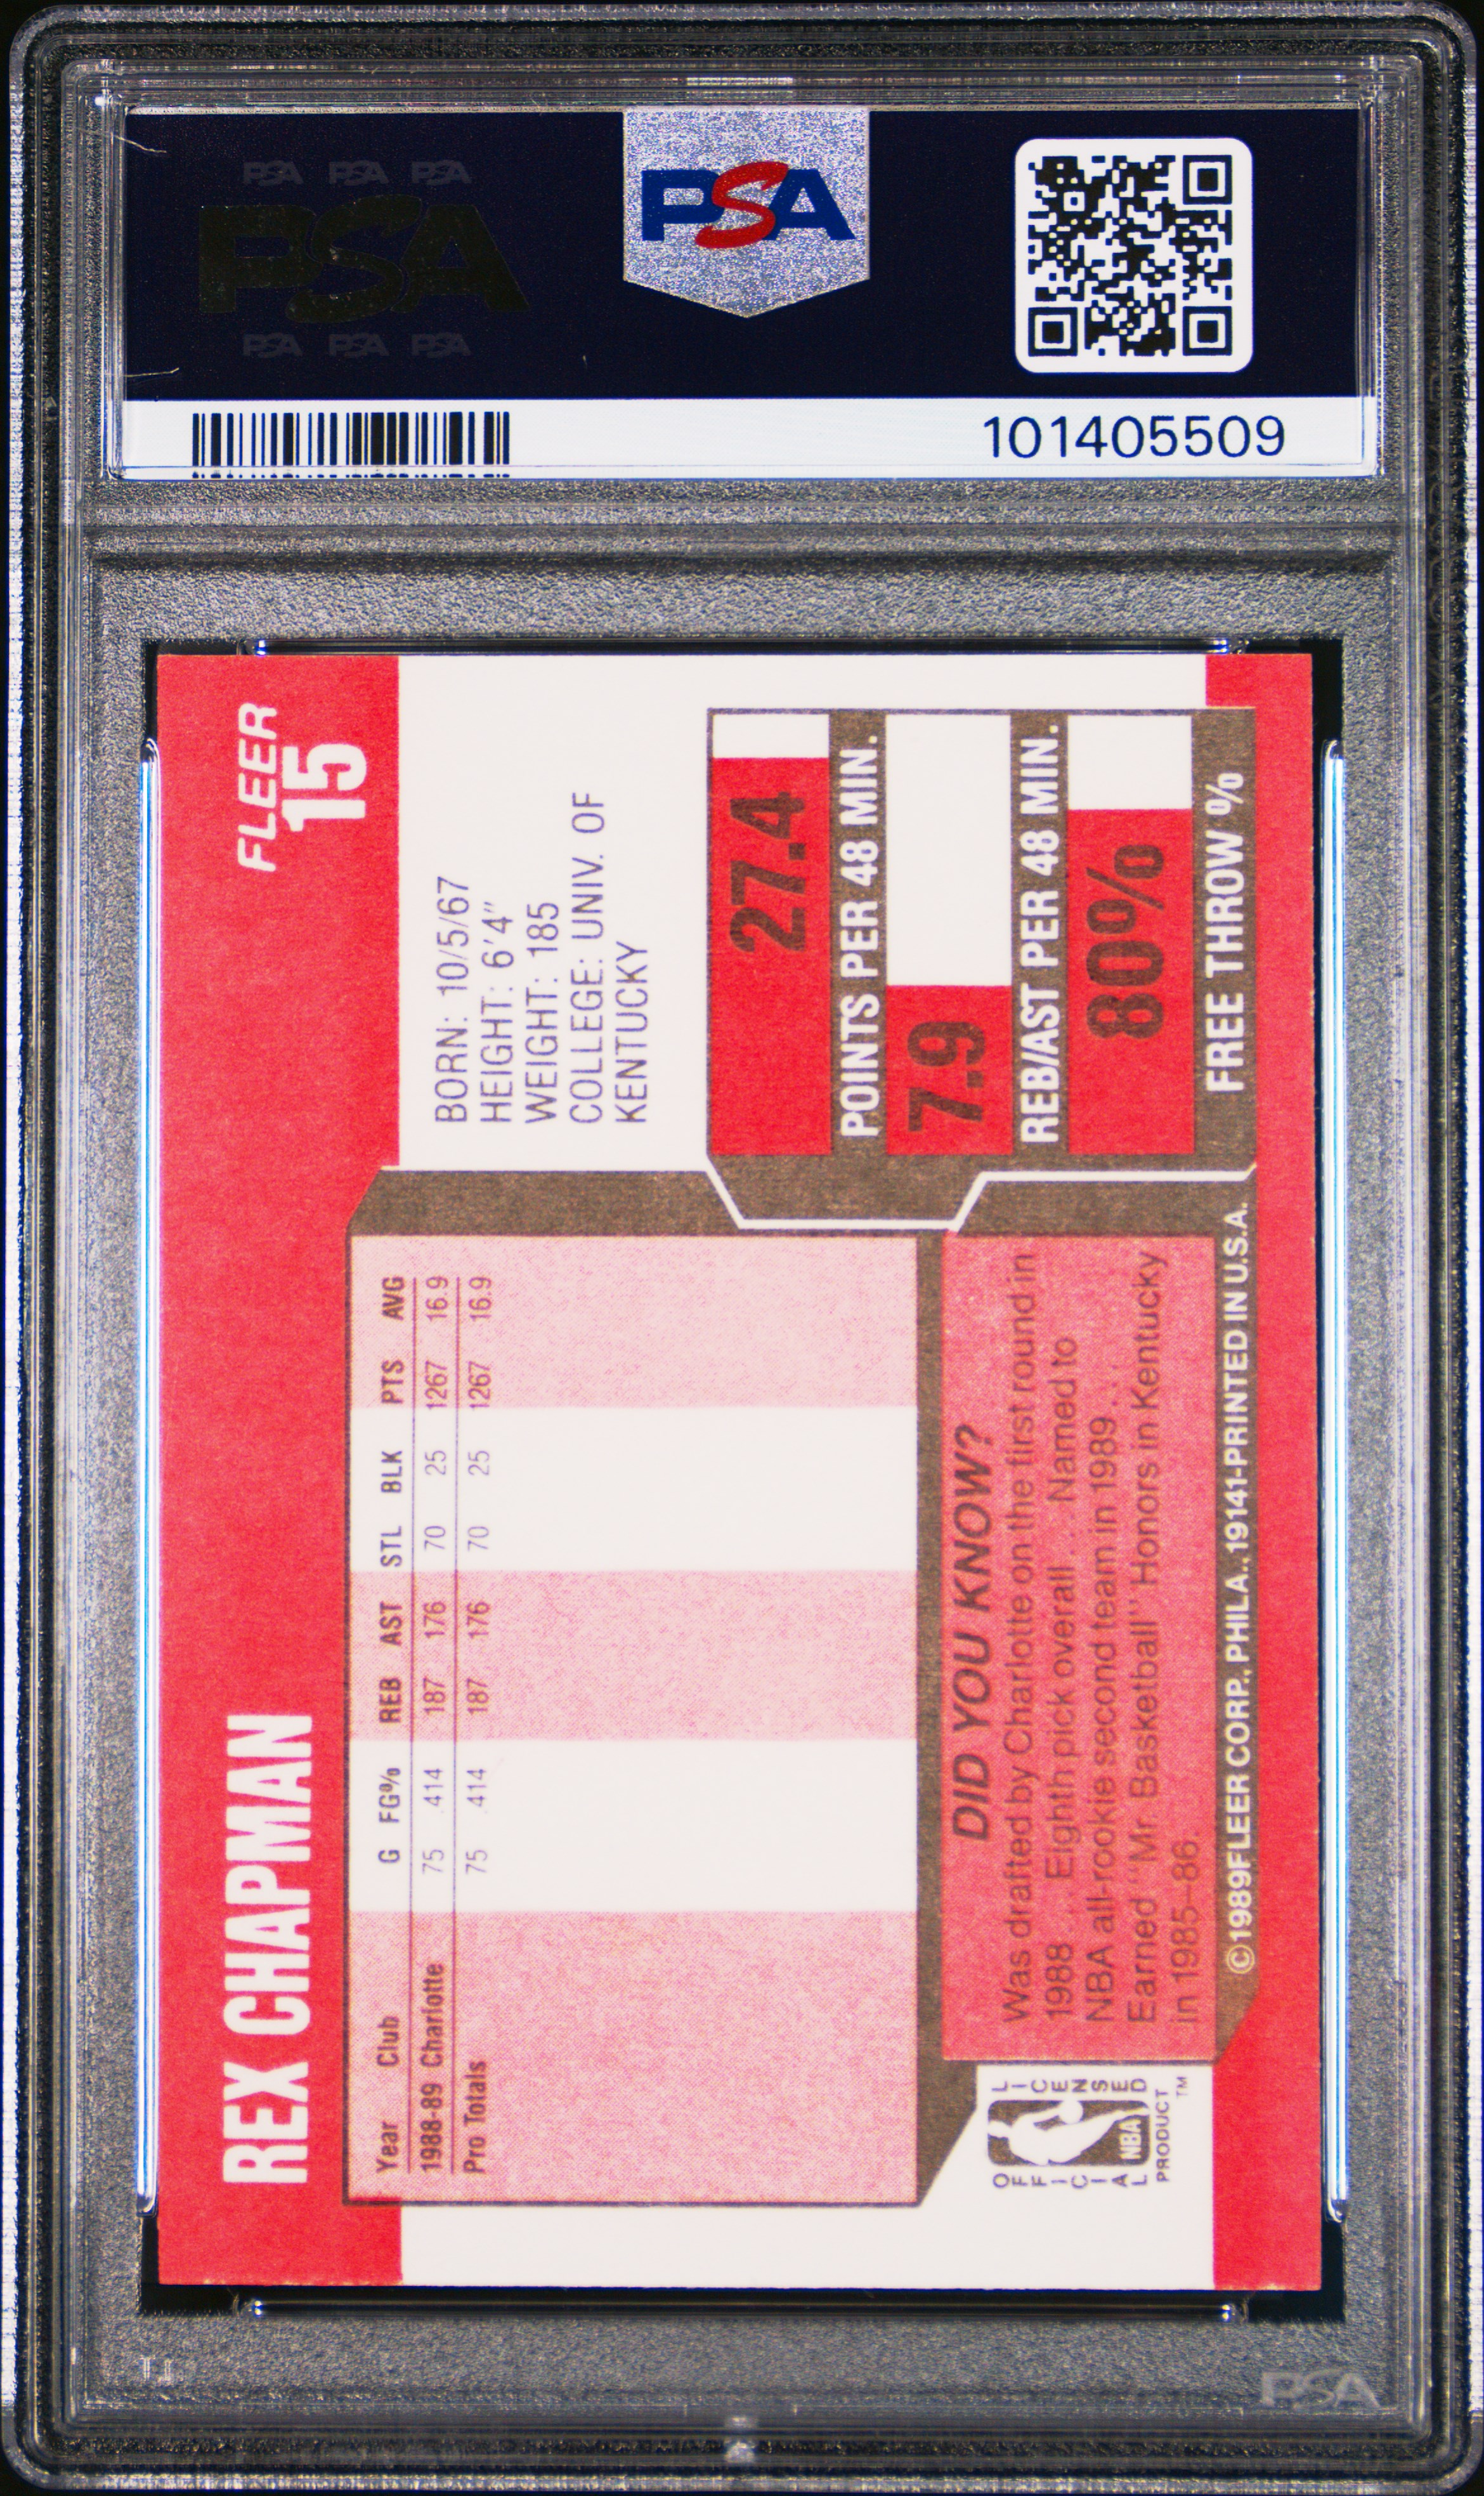 PSA PSA PSA
PSA
PSA PSA PSA
PSA
101405509
FLEER
15
REX CHAPMAN
BORN: 10/5/67
HEIGHT: 6'4"
WEIGHT: 185
COLLEGE: UNIV. OF
KENTUCKY
Year Club G FG% REB AST STL BLK PTS AVG
1988-89 Charlotte 75 .414 187 176 70 25 1267 16.9
Pro Totals 75 .414 187 176 70 25 1267 16.9
27.4
POINTS PER 48 MIN.
7.9
REB/AST PER 48 MIN.
80%
FREE THROW %
DID YOU KNOW?
Was drafted by Charlotte on the first round in
1988 . . . Eighth pick overall . . . Named to
NBA all-rookie second team in 1989 . . .
Earned "Mr. Basketball" Honors in Kentucky
in 1985–86.
OFFICIAL LICENSED
NBA
PRODUCT™
©1989 FLEER CORP., PHILA., 19141-PRINTED IN U.S.A.
PSA